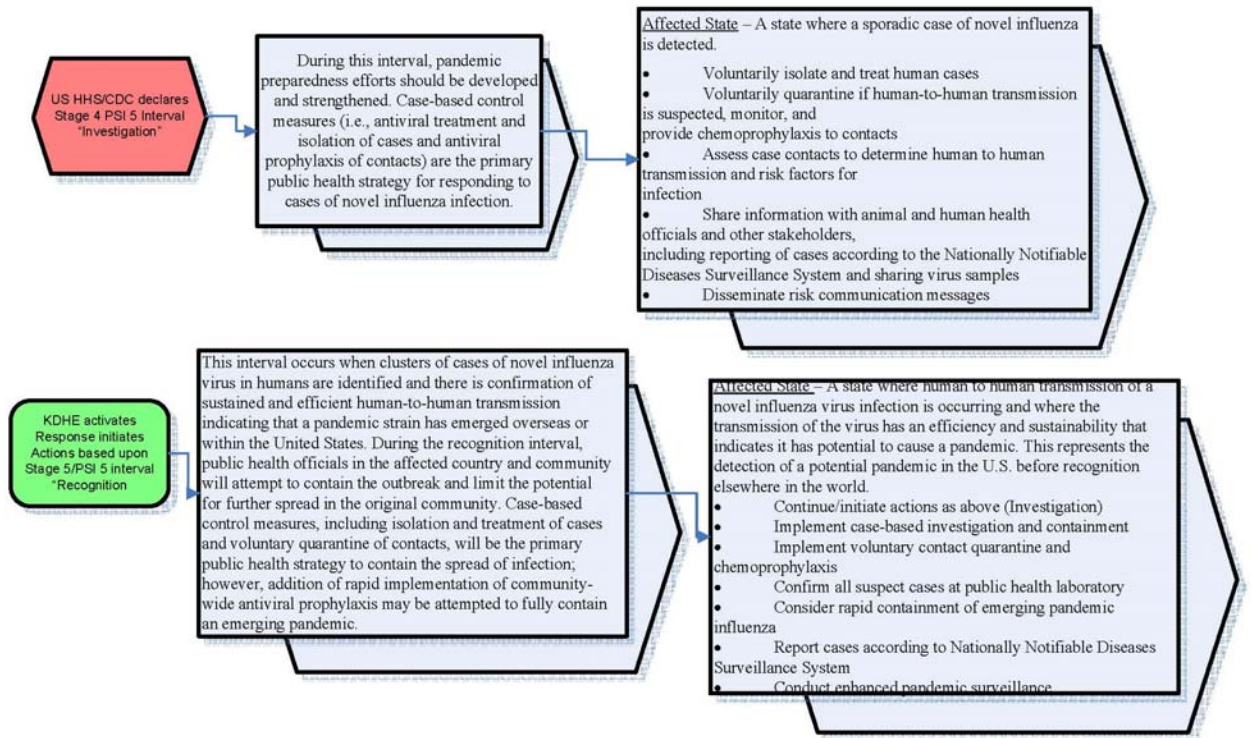 US HHS/CDC declares
Stage 4 PSI 5 Interval
“Investigation”
During this interval, pandemic
preparedness efforts should be developed
and strengthened. Case-based control
measures (i.e., antiviral treatment and
isolation of cases and antiviral
prophylaxis of contacts) are the primary
public health strategy for responding to
cases of novel influenza infection.
Affected State – A state where a sporadic case of novel influenza
is detected.
• Voluntarily isolate and treat human cases
• Voluntarily quarantine if human-to-human transmission
is suspected, monitor, and
provide chemoprophylaxis to contacts
• Assess case contacts to determine human to human
transmission and risk factors for
infection
• Share information with animal and human health
officials and other stakeholders,
including reporting of cases according to the Nationally Notifiable
Diseases Surveillance System and sharing virus samples
• Disseminate risk communication messages
KDHE activates
Response initiates
Actions based upon
Stage 5/PSI 5 interval
“Recognition
This interval occurs when clusters of cases of novel influenza
virus in humans are identified and there is confirmation of
sustained and efficient human-to-human transmission
indicating that a pandemic strain has emerged overseas or
within the United States. During the recognition interval,
public health officials in the affected country and community
will attempt to contain the outbreak and limit the potential
for further spread in the original community. Case-based
control measures, including isolation and treatment of cases
and voluntary quarantine of contacts, will be the primary
public health strategy to contain the spread of infection;
however, addition of rapid implementation of community-
wide antiviral prophylaxis may be attempted to fully contain
an emerging pandemic.
Affected State – A state where human to human transmission of a
novel influenza virus infection is occurring and where the
transmission of the virus has an efficiency and sustainability that
indicates it has potential to cause a pandemic. This represents the
detection of a potential pandemic in the U.S. before recognition
elsewhere in the world.
• Continue/initiate actions as above (Investigation)
• Implement case-based investigation and containment
• Implement voluntary contact quarantine and
chemoprophylaxis
• Confirm all suspect cases at public health laboratory
• Consider rapid containment of emerging pandemic
influenza
• Report cases according to Nationally Notifiable Diseases
Surveillance System
• Conduct enhanced pandemic surveillance